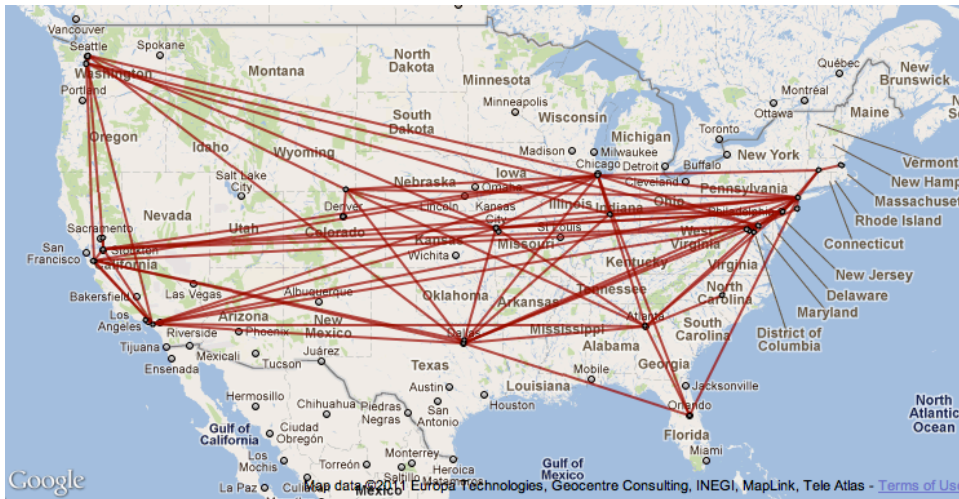 Vancouver
Seattle
Spokane
Washington
Portland
Montana
North
Dakota
Minnesota
Minneapolis
Québec
Montréal
Ottawa
New
Brunswick
Maine
Oregon
Idaho
Wyoming
South
Dakota
Wisconsin
Michigan
Toronto
Madison
Milwaukee
Chicago
Detroit
Buffalo
New York
Vermont
Salt Lake
City
Nebraska
Iowa
Omaha
Cleveland
Pennsylvania
New Hamp
Massachuset
Nevada
Utah
Denver
Colorado
Lincoln
Kansas
City
Illinois
Indiana
Ohio
Philadelphia
Rhode Island
Connecticut
Sacramento
San
Francisco
Stockton
California
Kansas
Wichita
Missouri
St Louis
Kentucky
West
Virginia
Virginia
New Jersey
Delaware
Maryland
District of
Columbia
Bakersfield
Las Vegas
Los
Angeles
Albuquerque
Arizona
New
Mexico
Oklahoma
Arkansas
Tennessee
North
Carolina
Riverside
Phoenix
Tijuana
Mexicali
Ensenada
Tucson
Juárez
Dallas
Texas
Mississippi
Alabama
Atlanta
Georgia
South
Carolina
Austin
San
Antonio
Houston
Louisiana
Mobile
Jacksonville
Orlando
Florida
Miami
Hermosillo
Chihuahua
Piedras
Negras
Gulf of
California
Ciudad
Obregón
Los
Mochis
La Paz
Torreón
Monterrey
Saltillo
Heroica
Matamoros
Mexico
Gulf of
Mexico
North
Atlantic
Ocean
Google
Map data ©2011 Europa Technologies, Geocentre Consulting, INEGI, MapLink, Tele Atlas - Terms of Use